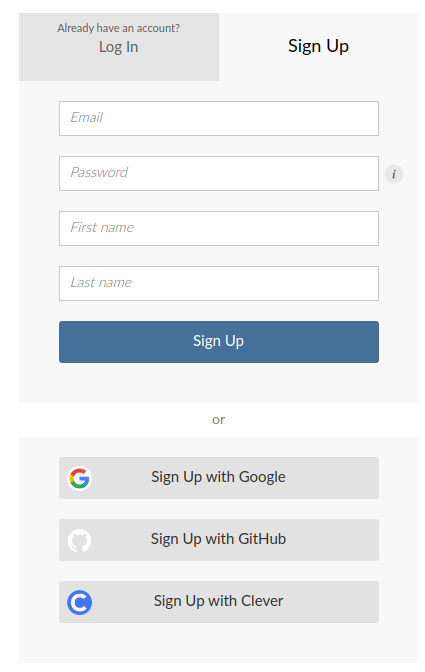 Already have an account?
Log In
Sign Up
Email
Password
i
First name
Last name
Sign Up
or
Sign Up with Google
Sign Up with GitHub
Sign Up with Clever